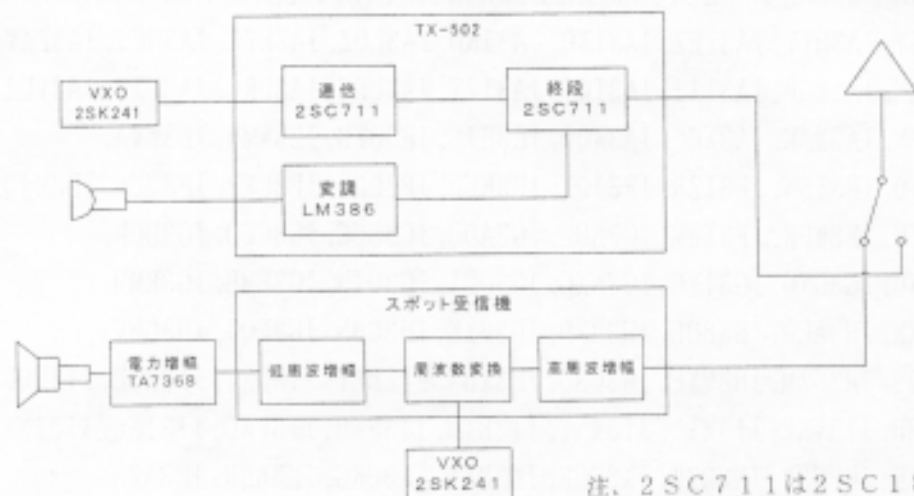 TX-502
VXO
2SK241
逓倍
2SC711
終段
2SC711
変調
LM386
スポット受信機
電力増幅
TA7368
低周波増幅
周波数変換
高周波増幅
VXO
2SK241
注、2SC711は2SC1